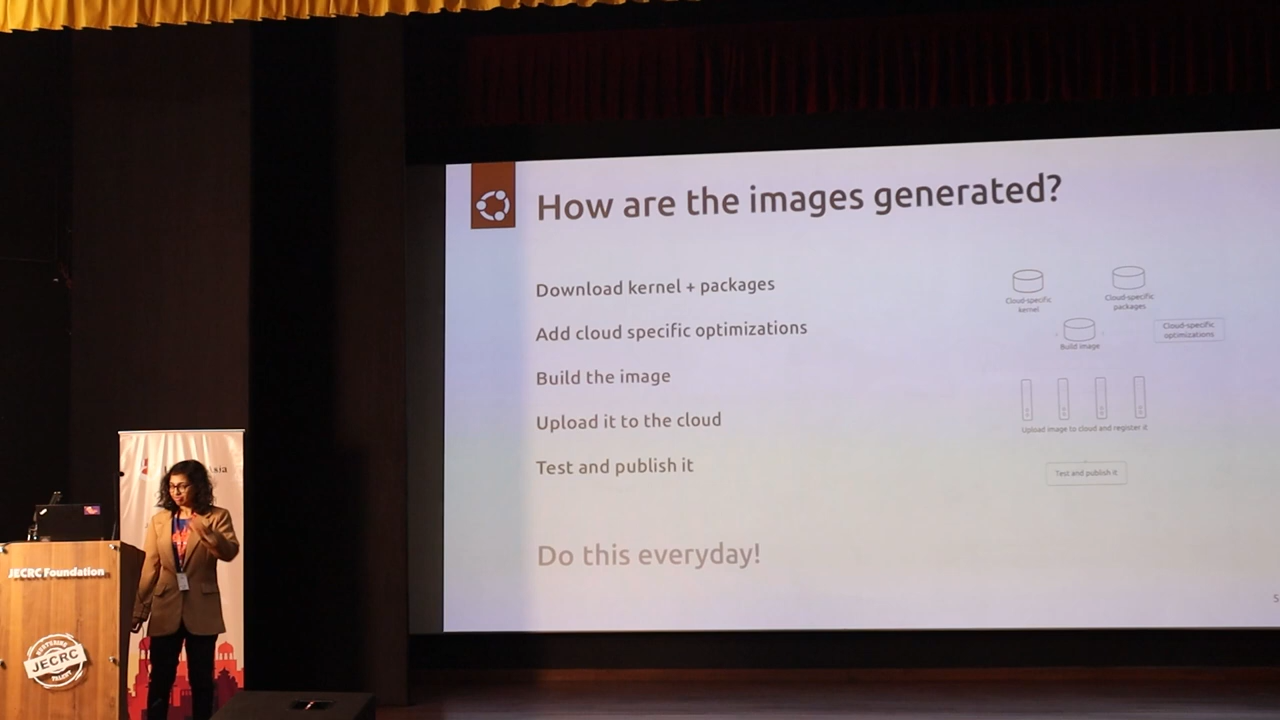 How are the images generated?
Download kernel + packages
Add cloud specific optimizations
Build the image
Upload it to the cloud
Test and publish it
Do this everyday!
Cloud-specific
kernel
Cloud-specific
packages
Build image
Cloud-specific
optimizations
Upload image to cloud and register it
Test and publish it
5
JECRC Foundation
JECRC
TALENT